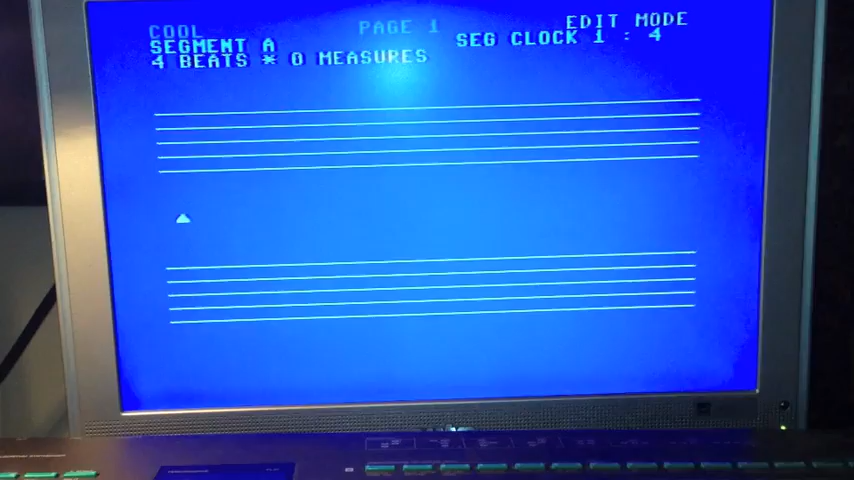 COOL PAGE 1 EDIT MODE
SEGMENT A SEG CLOCK 1 : 4
4 BEATS * 0 MEASURES